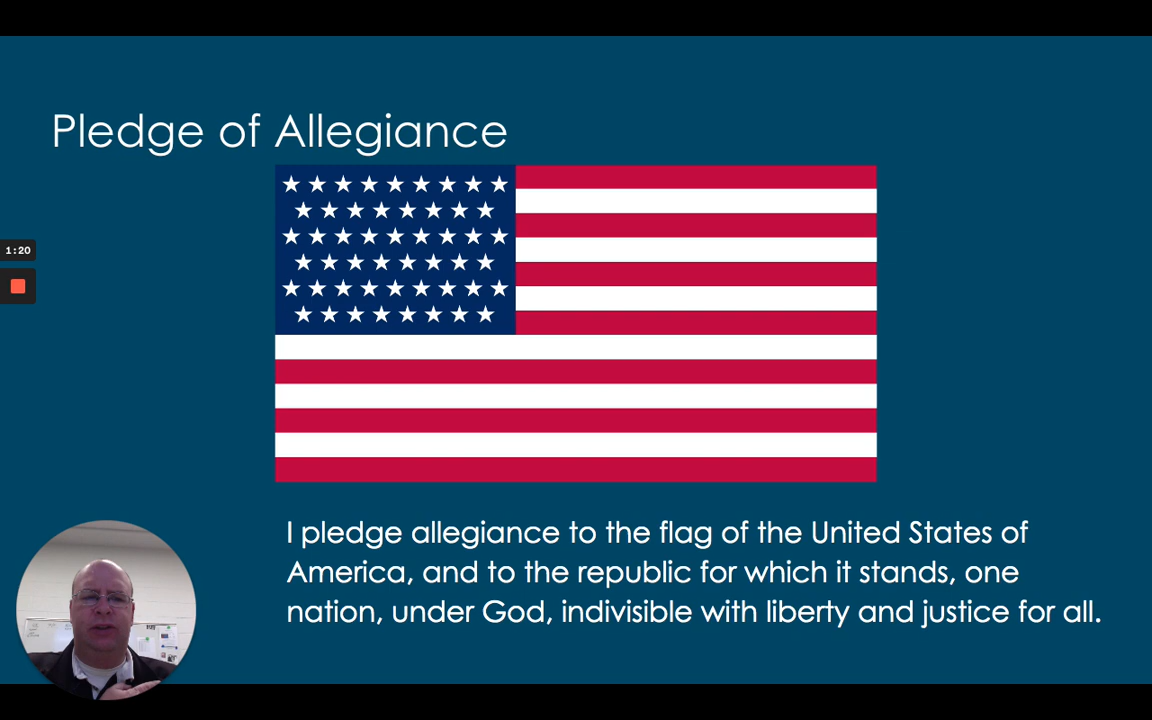 Pledge of Allegiance
1:20
I pledge allegiance to the flag of the United States of
America, and to the republic for which it stands, one
nation, under God, indivisible with liberty and justice for all.